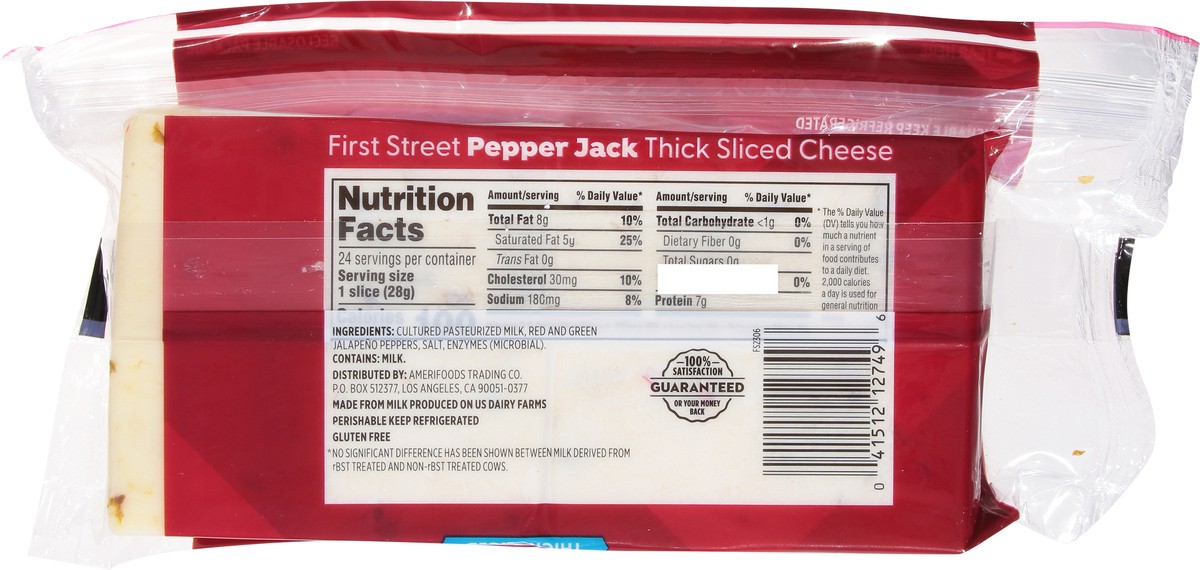 First Street Pepper Jack Thick Sliced Cheese
Nutrition
Facts
24 servings per container
Serving size
1 slice (28g)
Calories 100
Amount/serving % Daily Value*
Total Fat 8g 10%
Saturated Fat 5g 25%
Trans Fat 0g
Cholesterol 30mg 10%
Sodium 180mg 8%
Amount/serving % Daily Value*
Total Carbohydrate <1g 0%
Dietary Fiber 0g 0%
Total Sugars 0g
0%
Protein 7g
* The % Daily Value
(DV) tells you how
much a nutrient
in a serving of
food contributes
to a daily diet.
2,000 calories
a day is used for
general nutrition
INGREDIENTS: CULTURED PASTEURIZED MILK, RED AND GREEN
JALAPEÑO PEPPERS, SALT, ENZYMES (MICROBIAL).
CONTAINS: MILK.
DISTRIBUTED BY: AMERIFOODS TRADING CO.
P.O. BOX 512377, LOS ANGELES, CA 90051-0377
MADE FROM MILK PRODUCED ON US DAIRY FARMS
PERISHABLE KEEP REFRIGERATED
GLUTEN FREE
*NO SIGNIFICANT DIFFERENCE HAS BEEN SHOWN BETWEEN MILK DERIVED FROM
rBST TREATED AND NON-rBST TREATED COWS.
100%
SATISFACTION
GUARANTEED
OR YOUR MONEY
BACK
FS2306
0 41512 12749 6
KEEP REFRIGERATED